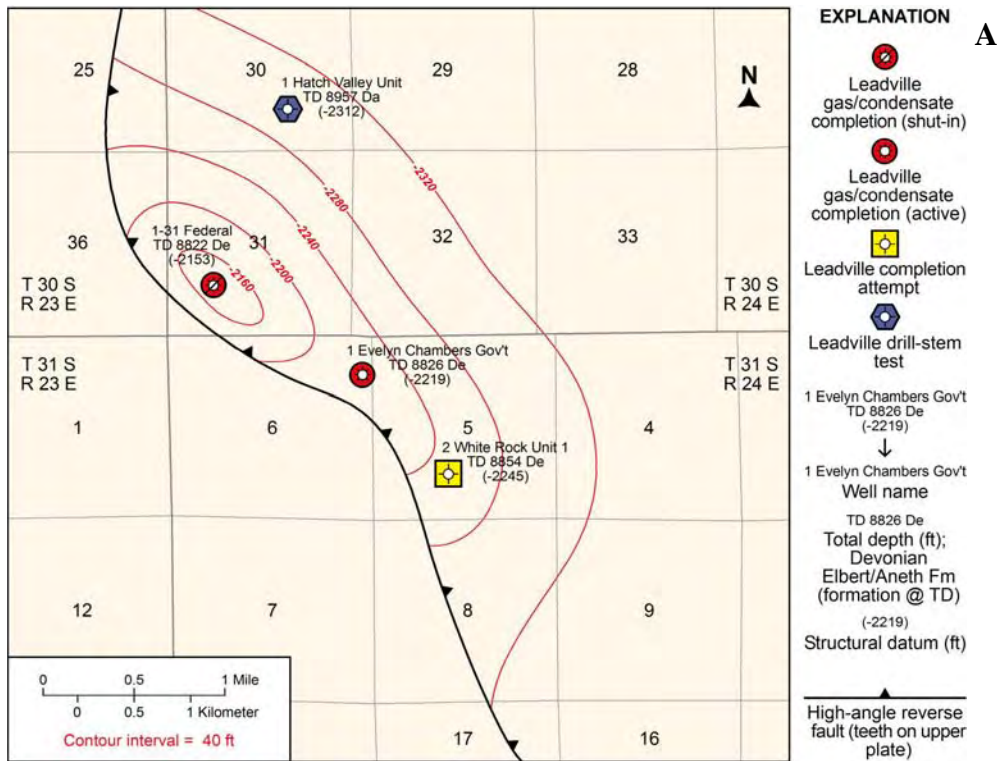 25
30
29
28
1 Hatch Valley Unit
TD 8957 Da
(-2312)
N
-2320
-2280
-2240
36
1-31 Federal
TD 8822 De
(-2153)
31
-2200
-2160
32
33
T 30 S
R 23 E
T 30 S
R 24 E
T 31 S
R 23 E
1 Evelyn Chambers Gov't
TD 8826 De
(-2219)
T 31 S
R 24 E
1
6
5
4
2 White Rock Unit 1
TD 8854 De
(-2245)
12
7
8
9
17
16
0 0.5 1 Mile
0 0.5 1 Kilometer
Contour interval = 40 ft
EXPLANATION
A
Leadville
gas/condensate
completion (shut-in)
Leadville
gas/condensate
completion (active)
Leadville completion
attempt
Leadville drill-stem
test
1 Evelyn Chambers Gov't
TD 8826 De
(-2219)
1 Evelyn Chambers Gov't
Well name
TD 8826 De
Total depth (ft);
Devonian
Elbert/Aneth Fm
(formation @ TD)
(-2219)
Structural datum (ft)
High-angle reverse
fault (teeth on upper
plate)